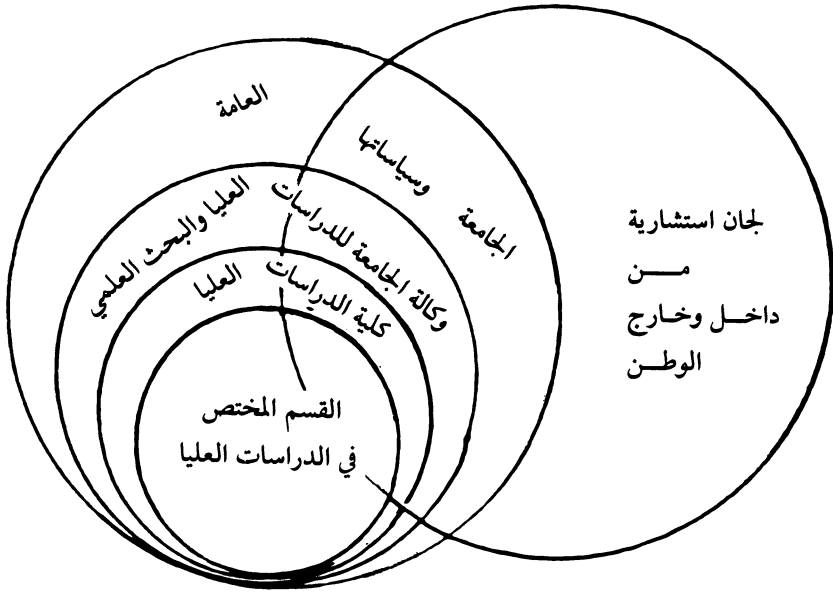 الجامعة وسياساتها العامة
وكالة الجامعة للدراسات العليا والبحث العلمي
كلية الدراسات العليا
القسم المختص
في الدراسات العليا
لجان استشارية
من
داخل وخارج
الوطن